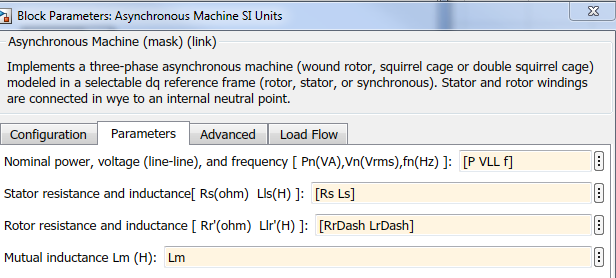 Block Parameters: Asynchronous Machine SI Units
Asynchronous Machine (mask) (link)
Implements a three-phase asynchronous machine (wound rotor, squirrel cage or double squirrel cage)
modeled in a selectable dq reference frame (rotor, stator, or synchronous). Stator and rotor windings
are connected in wye to an internal neutral point.
Configuration Parameters Advanced Load Flow
Nominal power, voltage (line-line), and frequency [ Pn(VA),Vn(Vrms),fn(Hz) ]: [P VLL f]
Stator resistance and inductance[ Rs(ohm) Lls(H) ]: [Rs Ls]
Rotor resistance and inductance [ Rr'(ohm) Llr'(H) ]: [RrDash LrDash]
Mutual inductance Lm (H): Lm